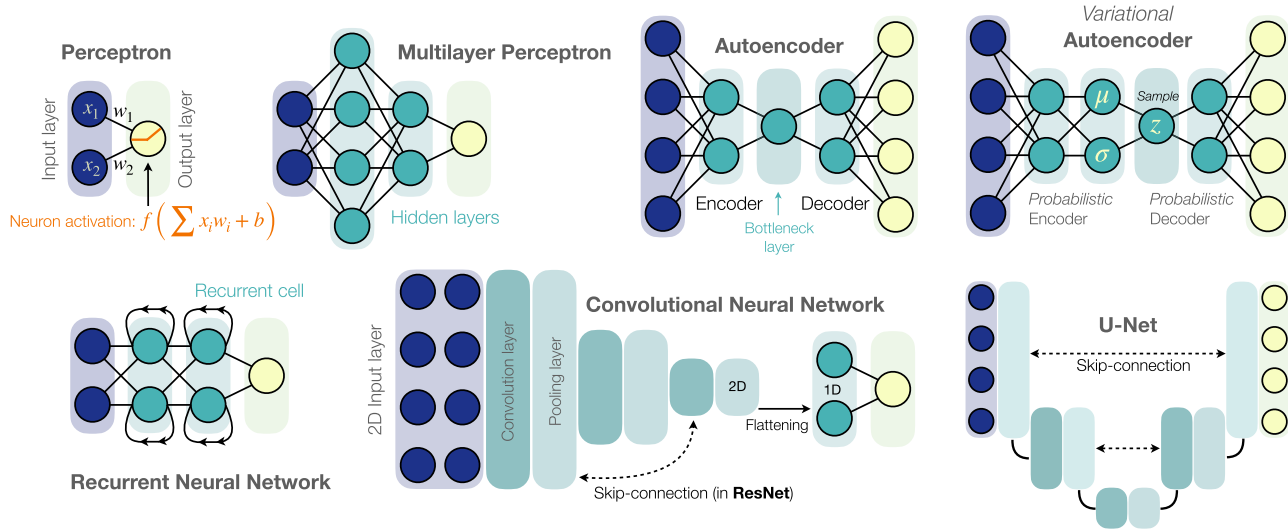 Perceptron
Input layer
x₁
w₁
x₂
w₂
Output layer
Neuron activation: f ( ∑ xᵢwᵢ + b )
Multilayer Perceptron
Hidden layers
Autoencoder
Encoder
Decoder
Bottleneck
layer
Variational
Autoencoder
μ
σ
Sample
z
Probabilistic
Encoder
Probabilistic
Decoder
Recurrent cell
Recurrent Neural Network
Convolutional Neural Network
2D Input layer
Convolution layer
Pooling layer
2D
Flattening
1D
Skip-connection (in ResNet)
U-Net
Skip-connection